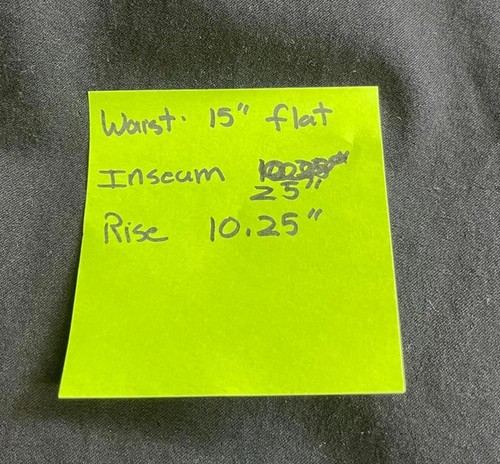 Waist. 15" flat
Inseam 25"
Rise 10.25"